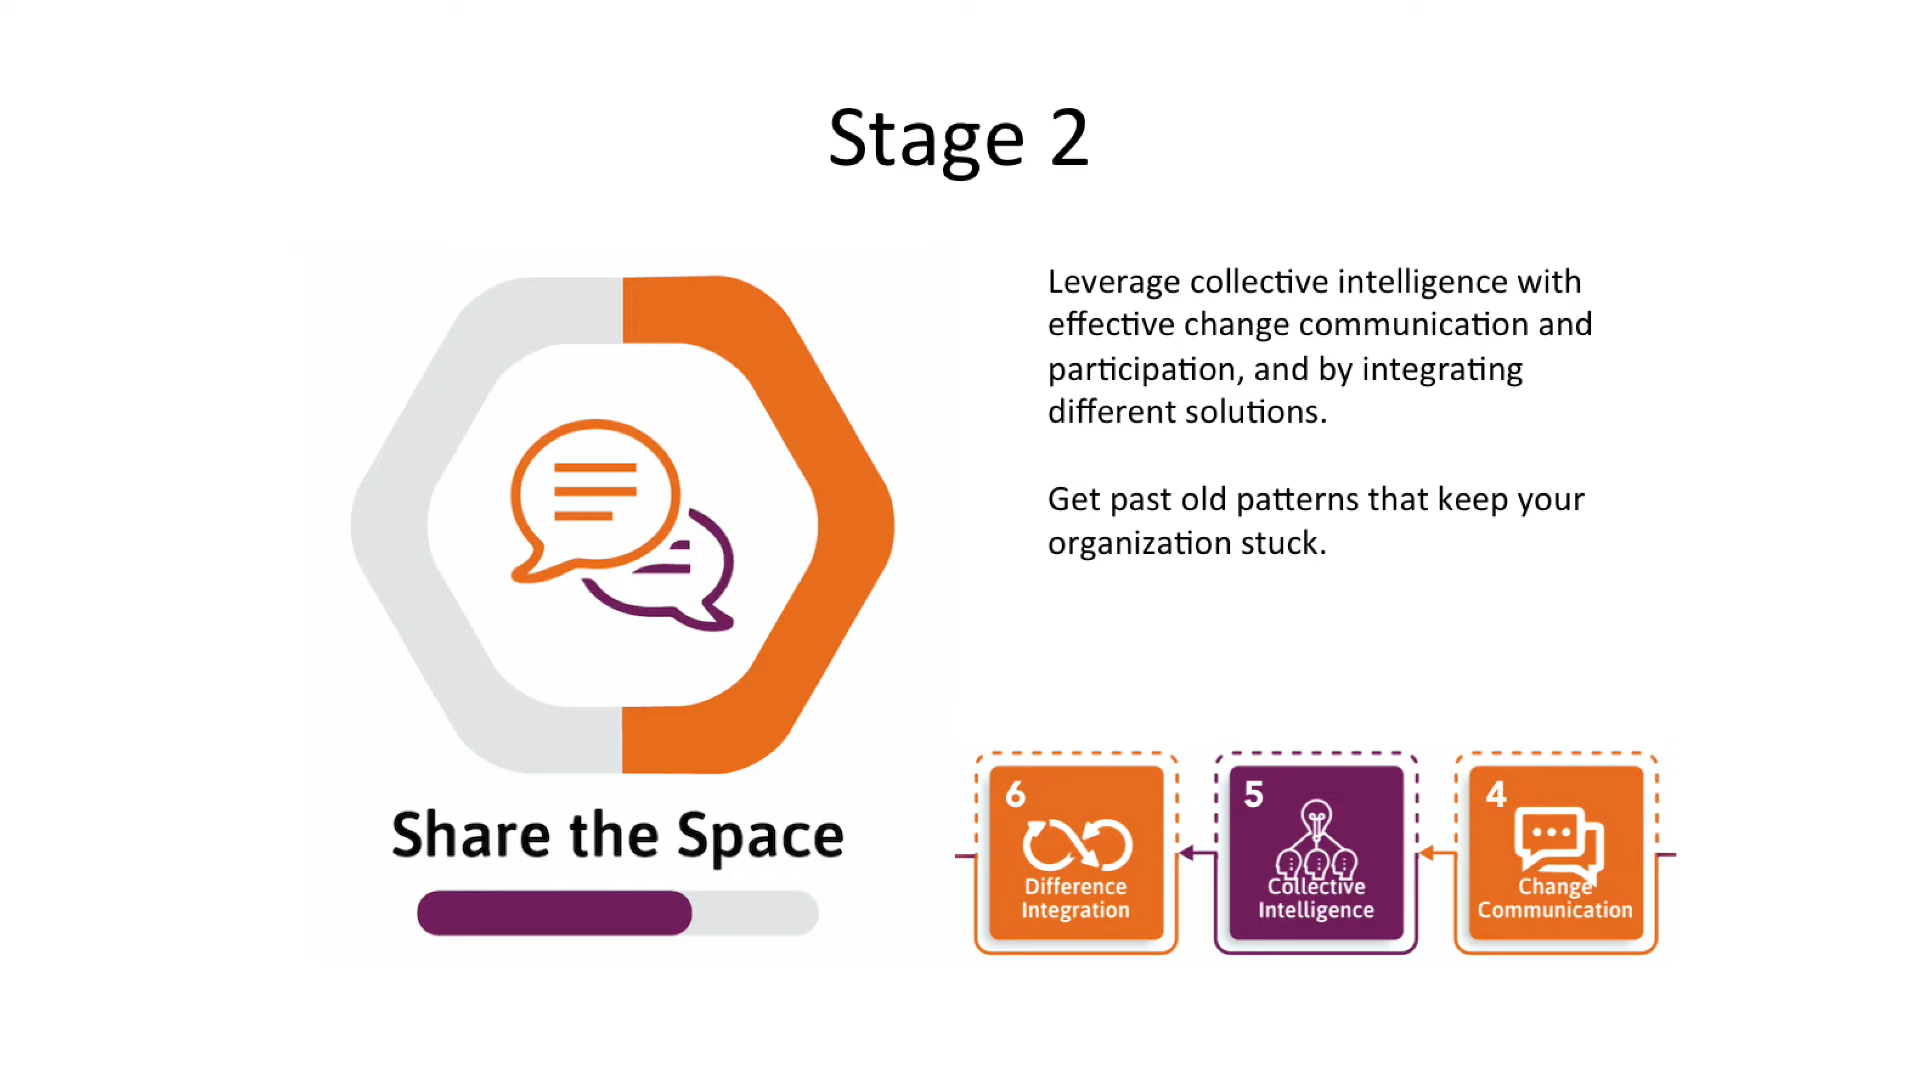 Stage 2
Leverage collective intelligence with
effective change communication and
participation, and by integrating
different solutions.
Get past old patterns that keep your
organization stuck.
Share the Space
6
Difference
Integration
5
Collective
Intelligence
4
Change
Communication